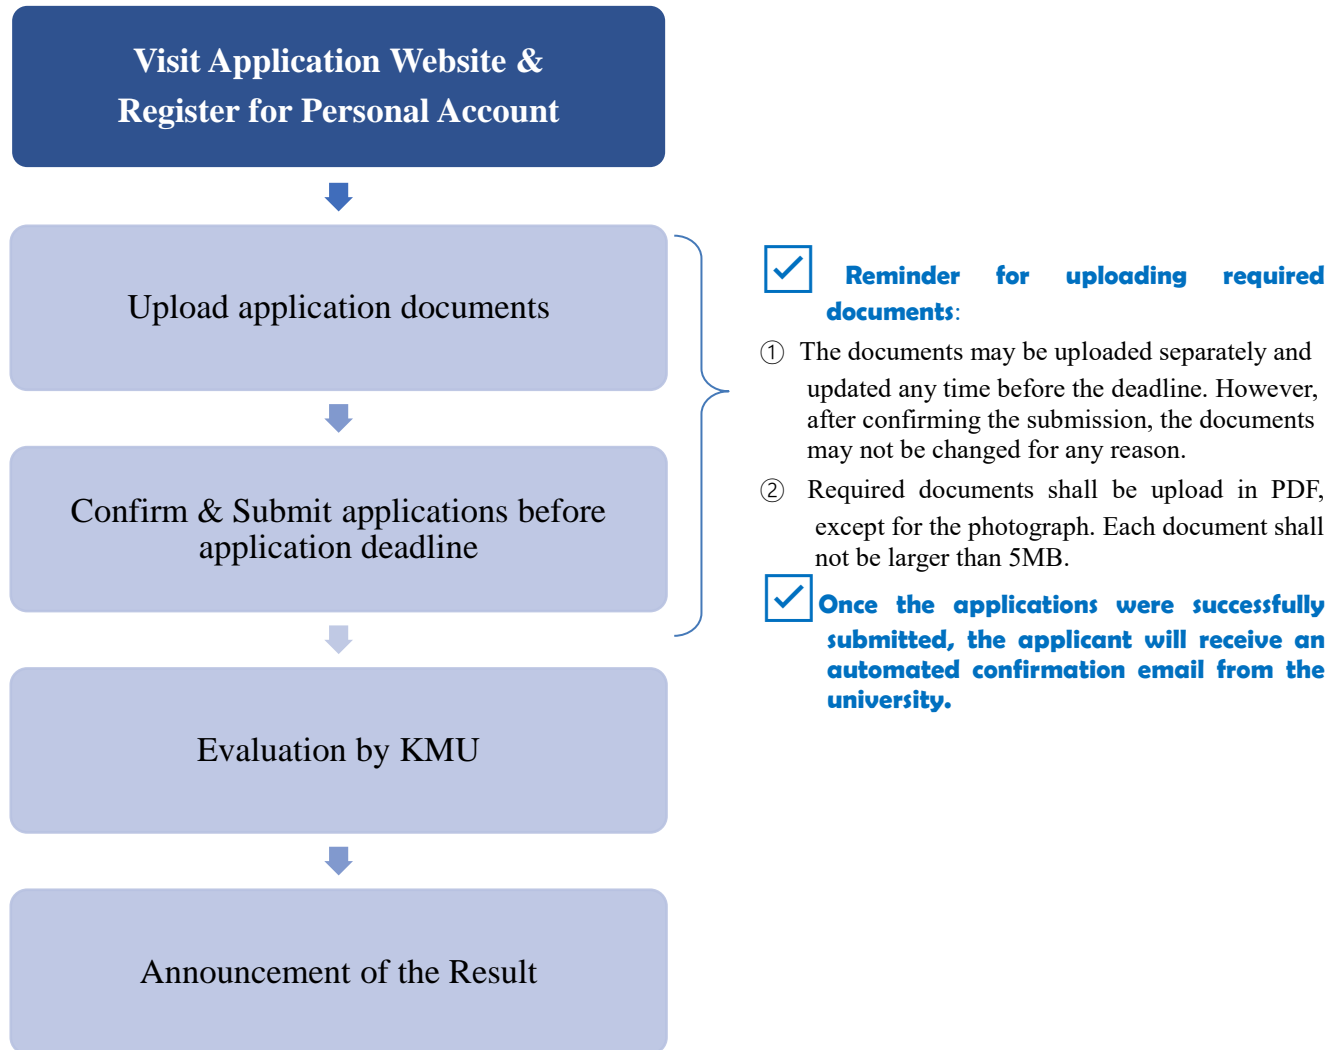 Visit Application Website &
Register for Personal Account
Upload application documents
Confirm & Submit applications before
application deadline
Evaluation by KMU
Announcement of the Result
Reminder for uploading required
documents:
① The documents may be uploaded separately and
updated any time before the deadline. However,
after confirming the submission, the documents
may not be changed for any reason.
② Required documents shall be upload in PDF,
except for the photograph. Each document shall
not be larger than 5MB.
Once the applications were successfully
submitted, the applicant will receive an
automated confirmation email from the
university.